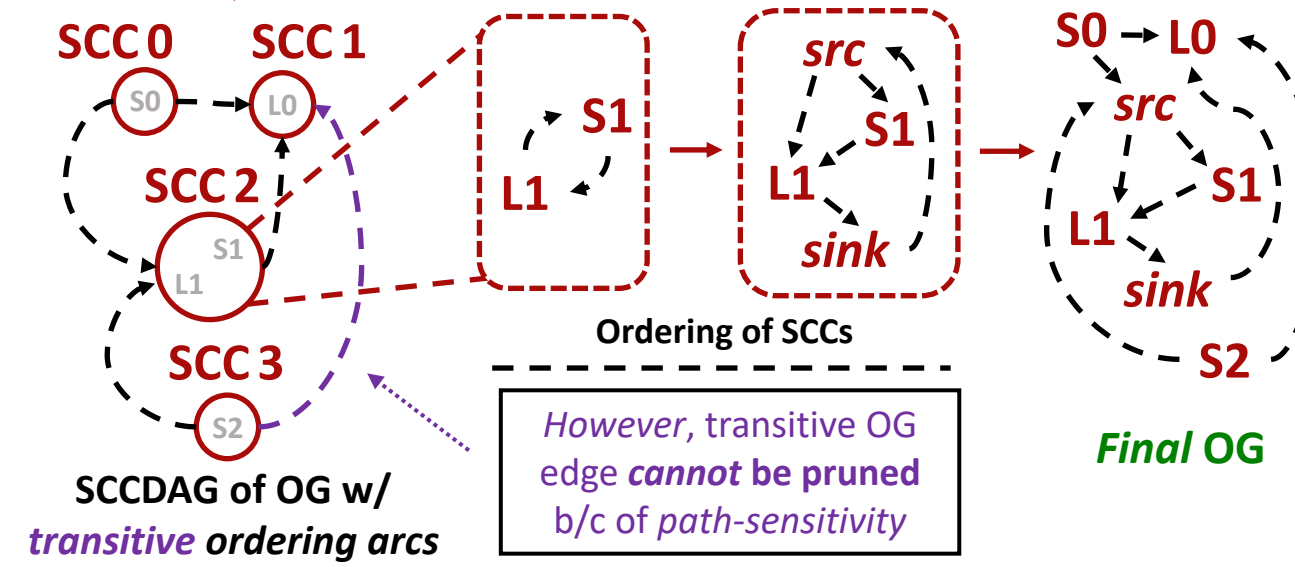 SCC 0
SCC 1
S0
L0
SCC 2
S1
L1
SCC 3
S2
SCCDAG of OG w/
transitive ordering arcs
S1
L1
src
S1
L1
sink
Ordering of SCCs
However, transitive OG
edge cannot be pruned
b/c of path-sensitivity
S0
L0
src
S1
L1
sink
S2
Final OG